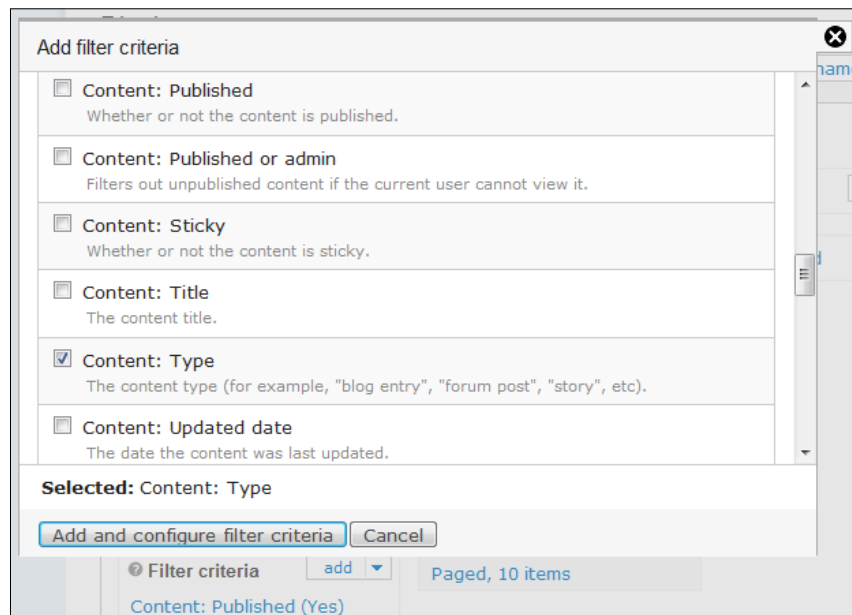 Add filter criteria
name
Content: Published
Whether or not the content is published.
Content: Published or admin
Filters out unpublished content if the current user cannot view it.
Content: Sticky
Whether or not the content is sticky.
Content: Title
The content title.
Content: Type
The content type (for example, "blog entry", "forum post", "story", etc).
Content: Updated date
The date the content was last updated.
Selected: Content: Type
Add and configure filter criteria Cancel
Filter criteria add
Paged, 10 items
Content: Published (Yes)